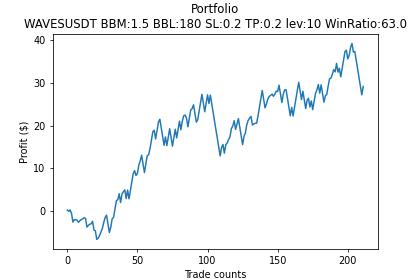 Portfolio
WAVESUSDT BBM:1.5 BBL:180 SL:0.2 TP:0.2 lev:10 WinRatio:63.0
40
30
20
10
0
Profit ($)
0 50 100 150 200
Trade counts